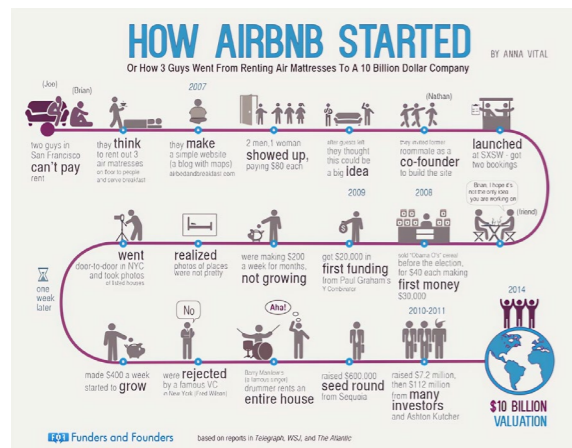 HOW AIRBNB STARTED
BY ANNA VITAL
Or How 3 Guys Went From Renting Air Mattresses To A 10 Billion Dollar Company
(Joe)
(Brian)
two guys in
San Francisco
can't pay
rent
they think
to rent out 3
air mattresses
on floor to people
and serve breakfast
2007
they make
a simple website
(a blog with maps)
airbedandbreakfast.com
2 men,1 woman
showed up,
paying $80 each
after guests left
they thought
this could be
a big Idea
(Nathan)
they invited former
roommate as a
co-founder
to build the site
launched
at SXSW - got
two bookings
Brian, I hope it's
not the only idea
you are working on
(friend)
2008
sold "Obama O's" cereal
before the election,
for $40 each making
first money
$30,000
2009
got $20,000 in
first funding
from Paul Graham's
Y Combinator
were making $200
a week for months,
not growing
realized
photos of places
were not pretty
went
door-to-door in NYC
and took photos
of listed houses
one
week
later
made $400 a week
started to grow
No
were rejected
by a famous VC
in New York (Fred Wilson)
Aha!
Barry Manilow's
(a famous singer)
drummer rents an
entire house
raised $600,000
seed round
from Sequoia
2010-2011
raised $7.2 million,
then $112 million
from many
investors
and Ashton Kutcher
2014
$10 BILLION
VALUATION
Funders and Founders
based on reports in Telegraph, WSJ, and The Atlantic